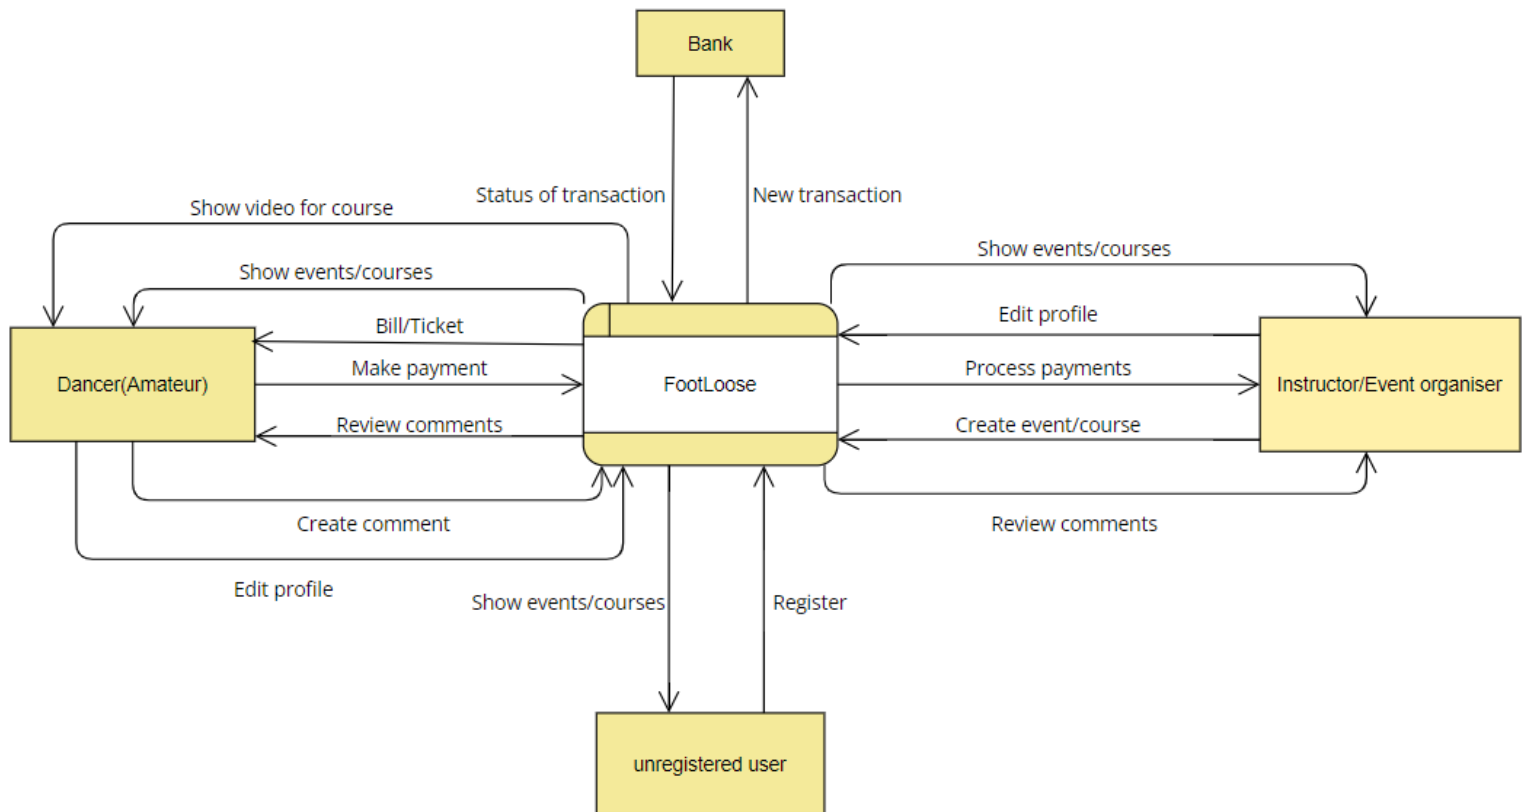 Bank
Status of transaction
New transaction
Show video for course
Show events/courses
Show events/courses
Bill/Ticket
Edit profile
Make payment
Process payments
Dancer(Amateur)
FootLoose
Instructor/Event organiser
Review comments
Create event/course
Create comment
Review comments
Edit profile
Show events/courses
Register
unregistered user